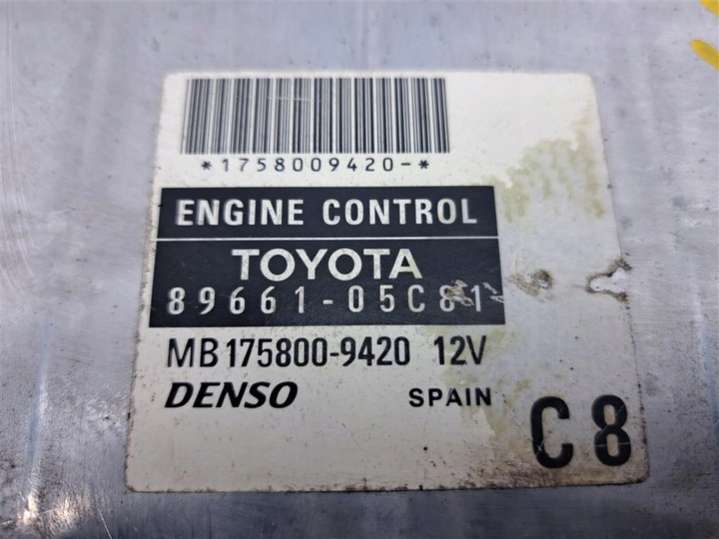 *1758009420-*
ENGINE CONTROL
TOYOTA
89661-05C81
MB175800-9420 12V
DENSO SPAIN
C8